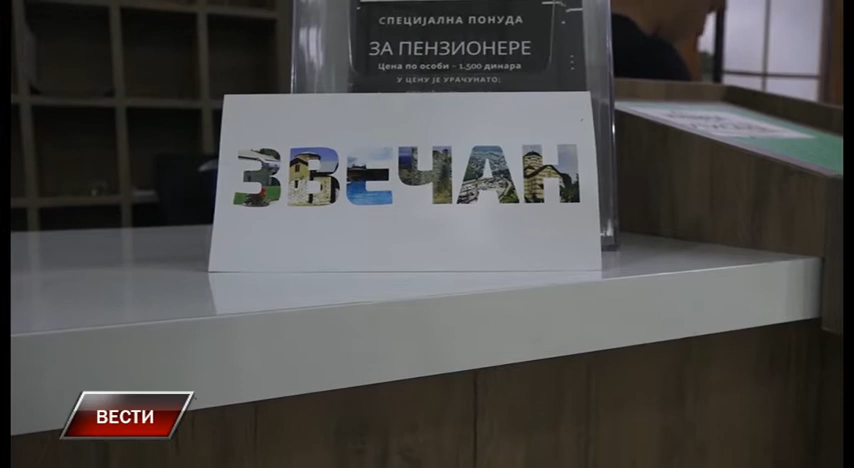 СПЕЦИЈАЛНА ПОНУДА
ЗА ПЕНЗИОНЕРЕ
Цена по особи – 1.500 динара
У ЦЕНУ ЈЕ УРАЧУНАТО:
ЗВЕЧАН
ВЕСТИ